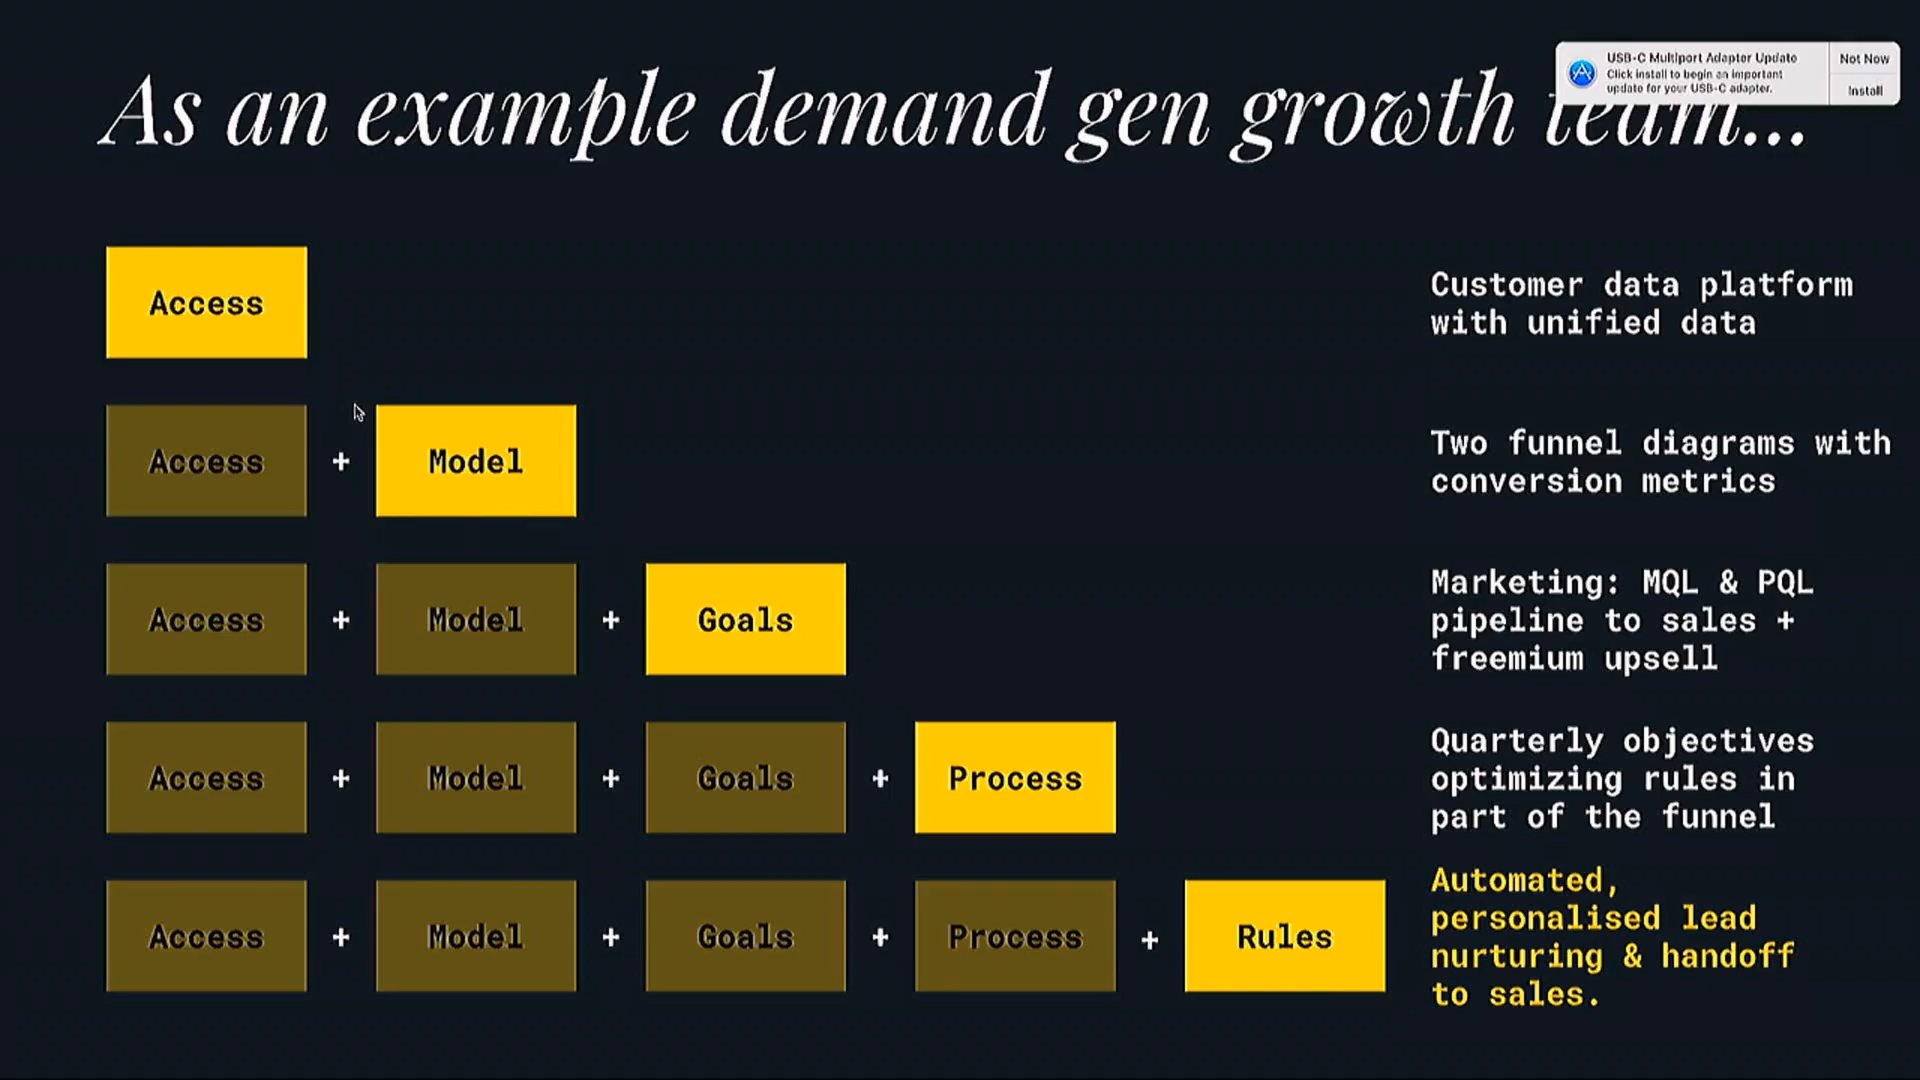 USB-C Multiport Adapter Update
Not Now
Click install to begin an important
update for your USB-C adapter.
Install
As an example demand gen growth team...
Access
Customer data platform
with unified data
Access + Model
Two funnel diagrams with
conversion metrics
Access + Model + Goals
Marketing: MQL & PQL
pipeline to sales +
freemium upsell
Access + Model + Goals + Process
Quarterly objectives
optimizing rules in
part of the funnel
Access + Model + Goals + Process + Rules
Automated,
personalised lead
nurturing & handoff
to sales.